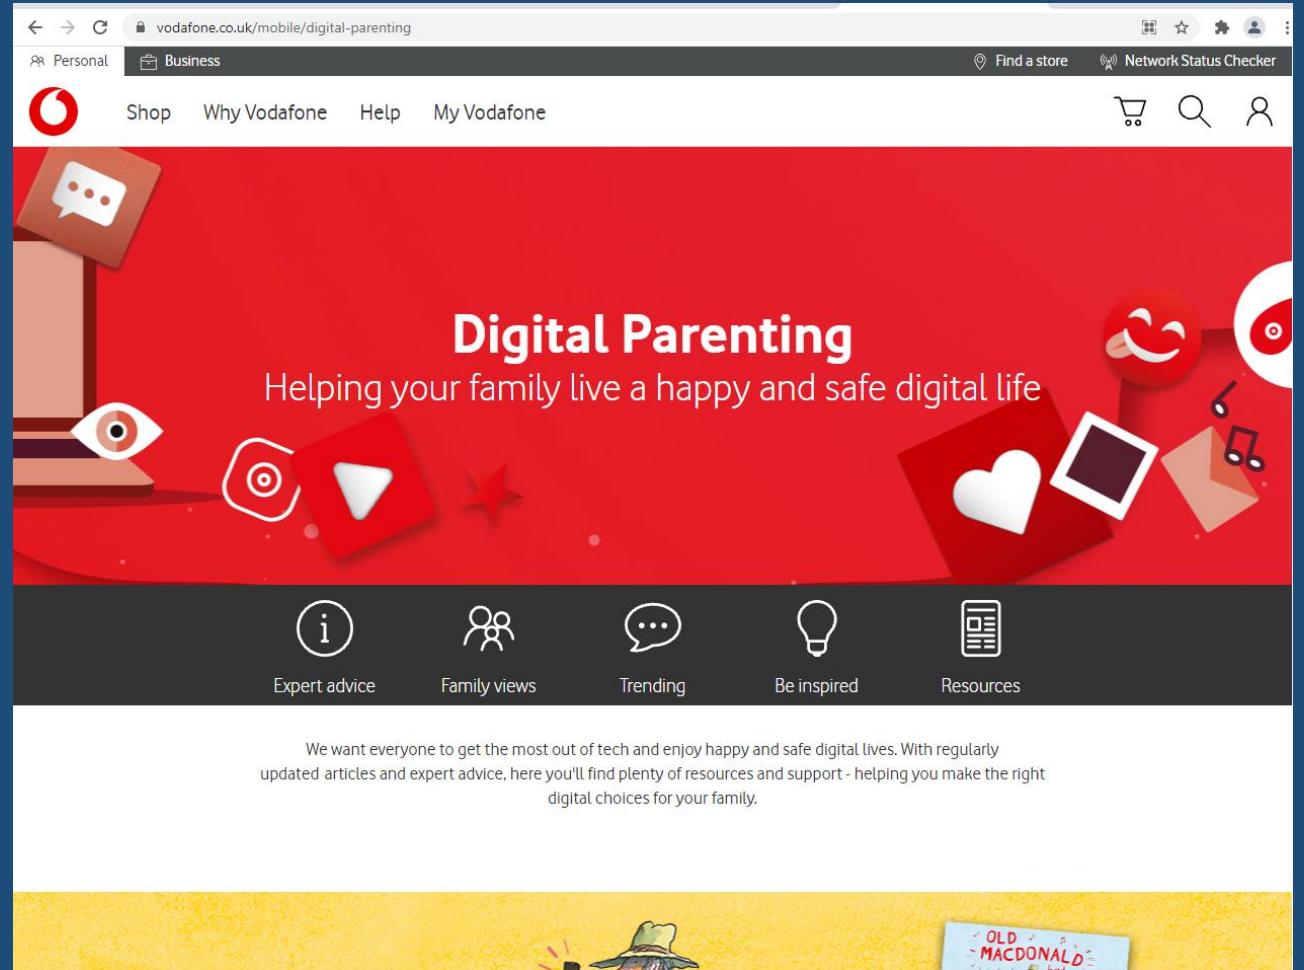 vodafone.co.uk/mobile/digital-parenting
Personal Business Find a store Network Status Checker
Shop Why Vodafone Help My Vodafone
Digital Parenting
Helping your family live a happy and safe digital life
Expert advice Family views Trending Be inspired Resources
We want everyone to get the most out of tech and enjoy happy and safe digital lives. With regularly
updated articles and expert advice, here you'll find plenty of resources and support - helping you make the right
digital choices for your family.
OLD
MACDONALD